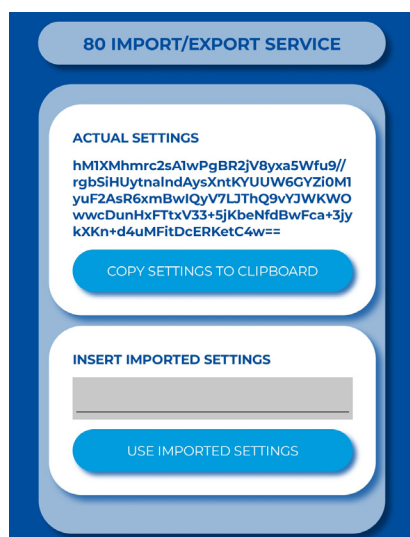 80 IMPORT/EXPORT SERVICE
ACTUAL SETTINGS
hM1XMhmrc2sA1wPgBR2jV8yxa5Wfu9//
rgbSiHUytnaIndAysXntKYUUW6GYZi0M1
yuF2AsR6xmBwIQyV7LJThQ9vYJWKWO
wwcDunHxFTtxV33+5jKbeNfdBwFca+3jy
kXKn+d4uMFitDcERKetC4w==
COPY SETTINGS TO CLIPBOARD
INSERT IMPORTED SETTINGS
USE IMPORTED SETTINGS